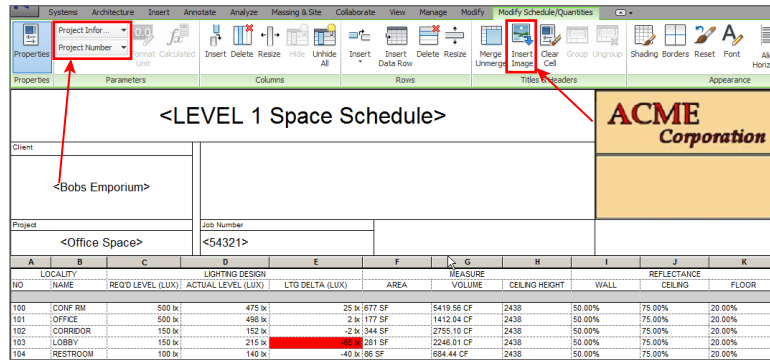 Systems Architecture Insert Annotate Analyze Massing & Site Collaborate View Manage Modify Modify Schedule/Quantities
Properties
Project Infor...
Project Number
Format Unit
Calculated
Insert Delete Resize Hide Unhide All
Insert
Insert Data Row
Delete Resize
Merge Unmerge
Insert Image
Clear Cell
Group Ungroup
Shading Borders Reset Font
Ali
Horiz
Properties Parameters Columns Rows Titles & Headers Appearance
<LEVEL 1 Space Schedule>
ACME
Corporation
Client
<Bobs Emporium>
Project
Job Number
<Office Space>
<54321>
A B C D E F G H I J K
LOCALITY LIGHTING DESIGN MEASURE REFLECTANCE
NO NAME REQ'D LEVEL (LUX) ACTUAL LEVEL (LUX) LTG DELTA (LUX) AREA VOLUME CEILING HEIGHT WALL CEILING FLOOR
100 CONF RM 500 lx 475 lx 25 lx 677 SF 5419.56 CF 2438 50.00% 75.00% 20.00%
101 OFFICE 500 lx 498 lx 2 lx 177 SF 1412.04 CF 2438 50.00% 75.00% 20.00%
102 CORRIDOR 150 lx 152 lx -2 lx 344 SF 2755.10 CF 2438 50.00% 75.00% 20.00%
103 LOBBY 150 lx 215 lx -65 lx 281 SF 2246.01 CF 2438 50.00% 75.00% 20.00%
104 RESTROOM 100 lx 140 lx -40 lx 86 SF 684.44 CF 2438 50.00% 75.00% 20.00%